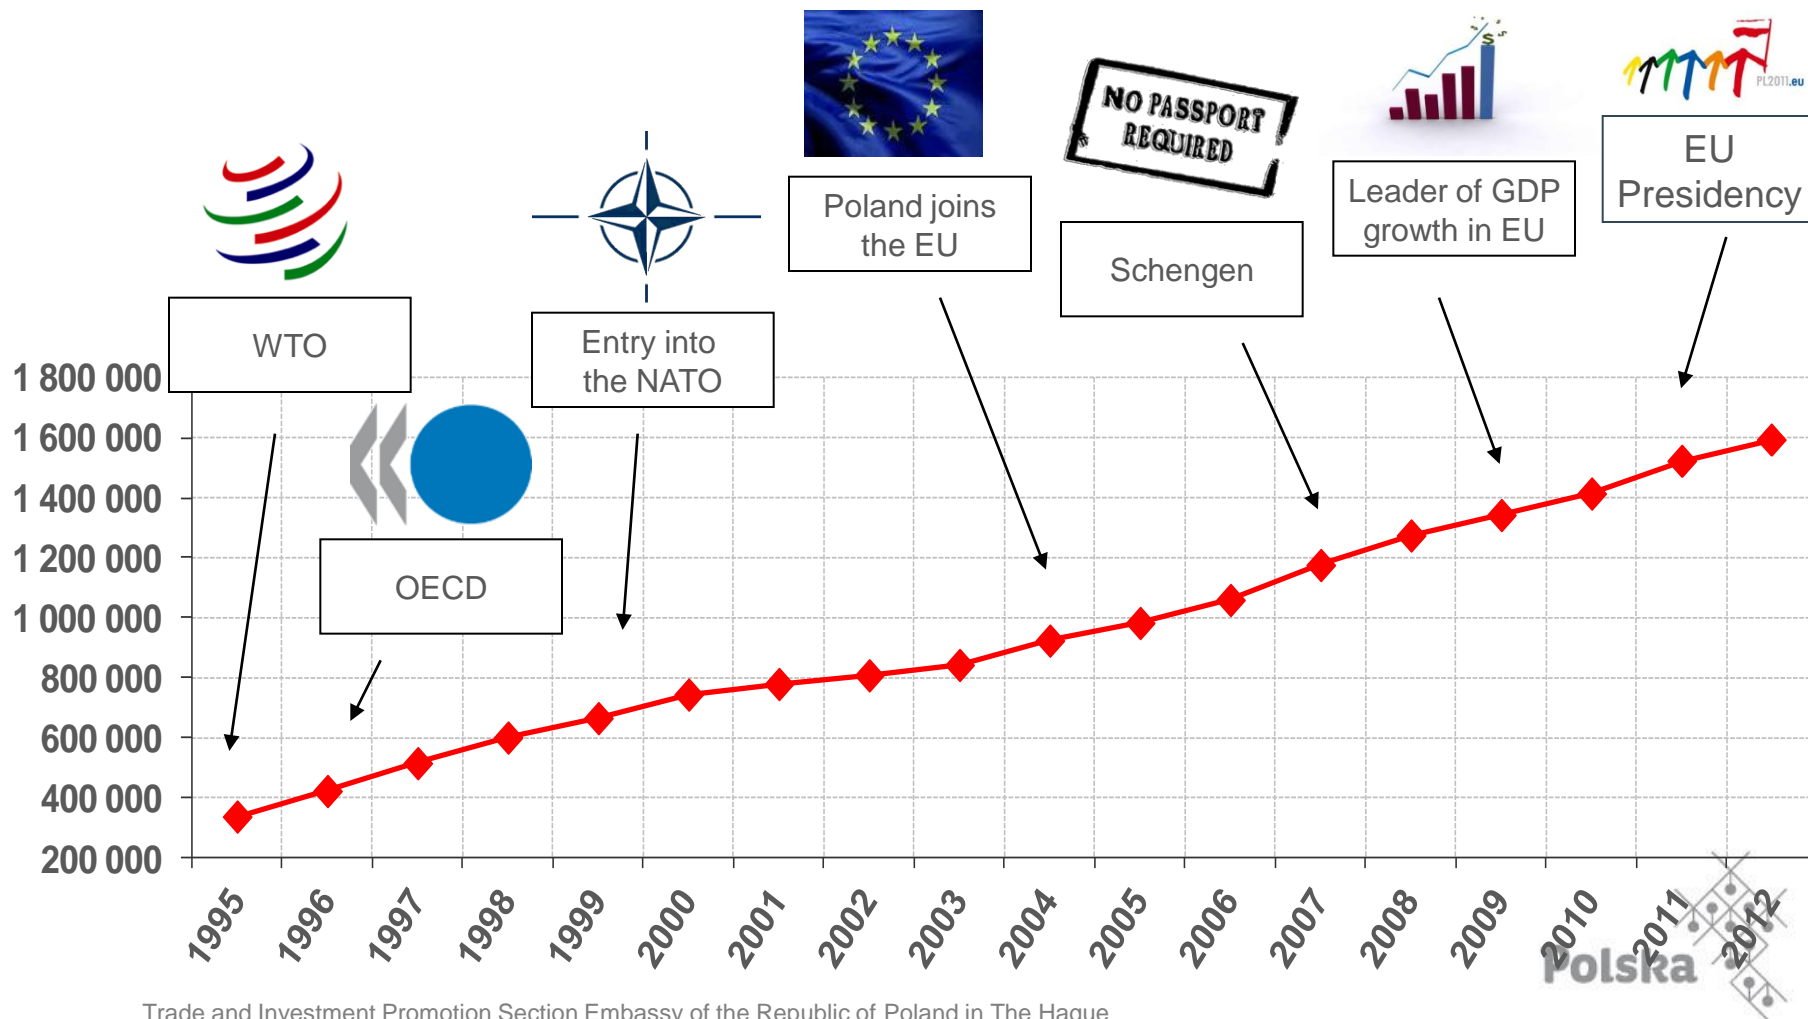 NO PASSPORT
REQUIRED
PL2011.eu
EU
Presidency
Leader of GDP
growth in EU
Poland joins
the EU
Schengen
WTO
Entry into
the NATO
OECD
1 800 000
1 600 000
1 400 000
1 200 000
1 000 000
800 000
600 000
400 000
200 000
1995
1996
1997
1998
1999
2000
2001
2002
2003
2004
2005
2006
2007
2008
2009
2010
2011
2012
Polska
Trade and Investment Promotion Section Embassy of the Republic of Poland in The Hague